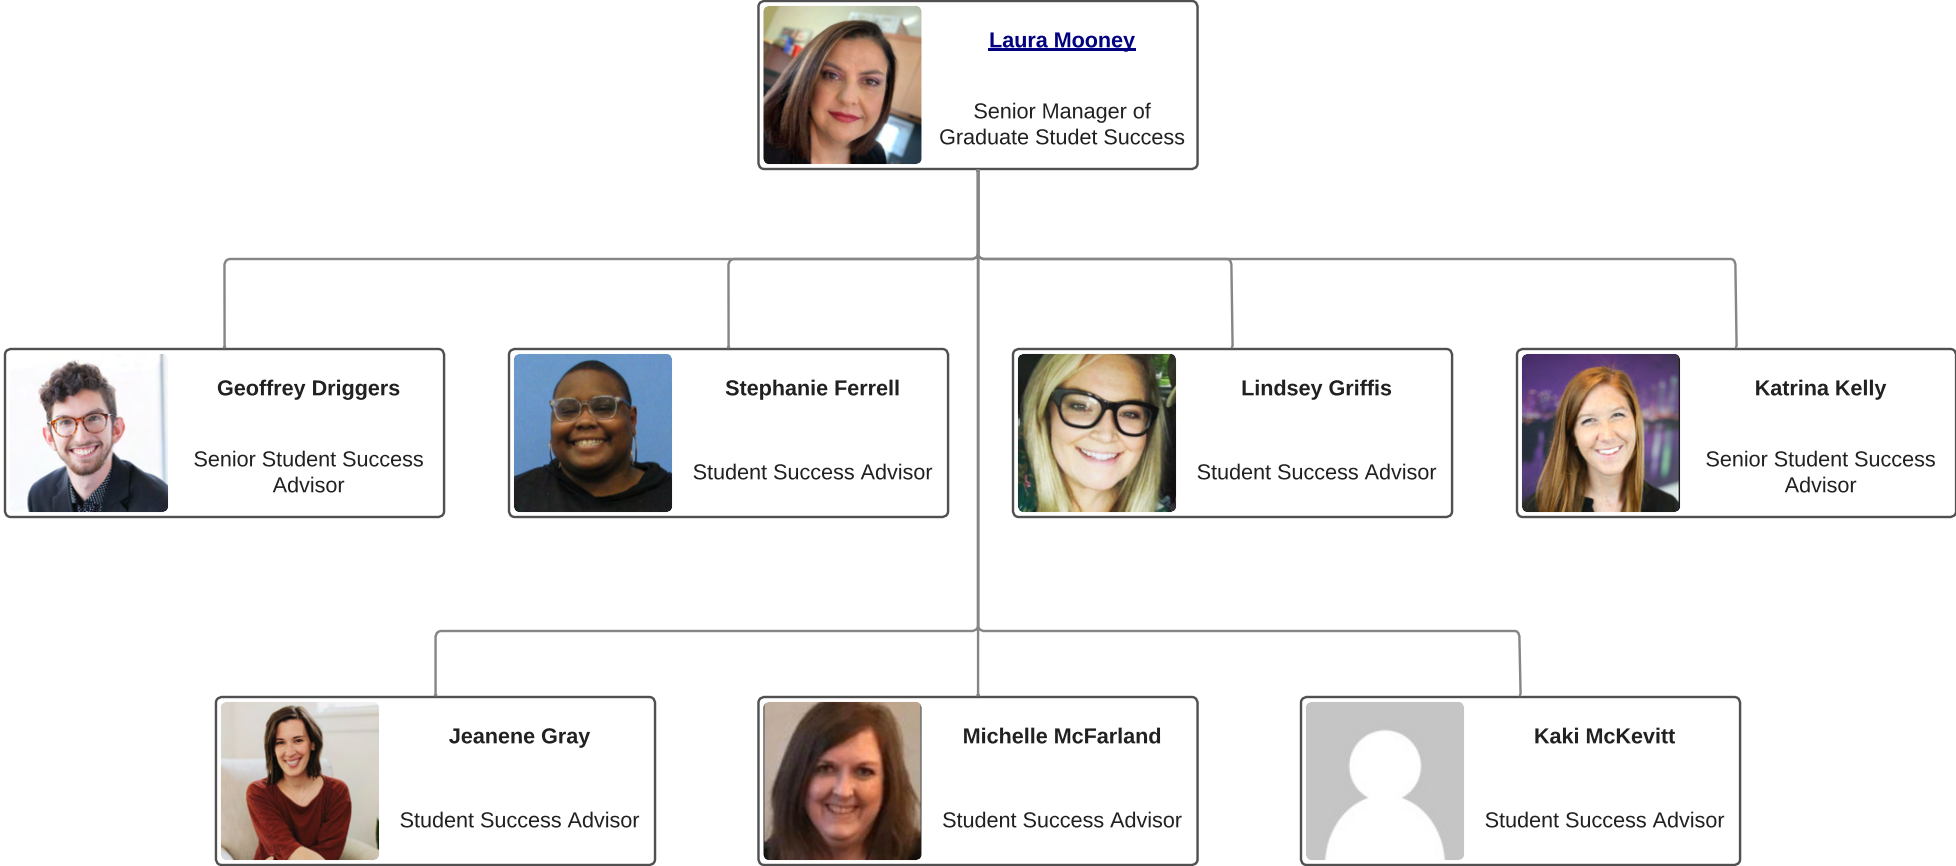 Laura Mooney
Senior Manager of
Graduate Studet Success
Geoffrey Driggers
Senior Student Success
Advisor
Stephanie Ferrell
Student Success Advisor
Lindsey Griffis
Student Success Advisor
Katrina Kelly
Senior Student Success
Advisor
Jeanene Gray
Student Success Advisor
Michelle McFarland
Student Success Advisor
Kaki McKevitt
Student Success Advisor